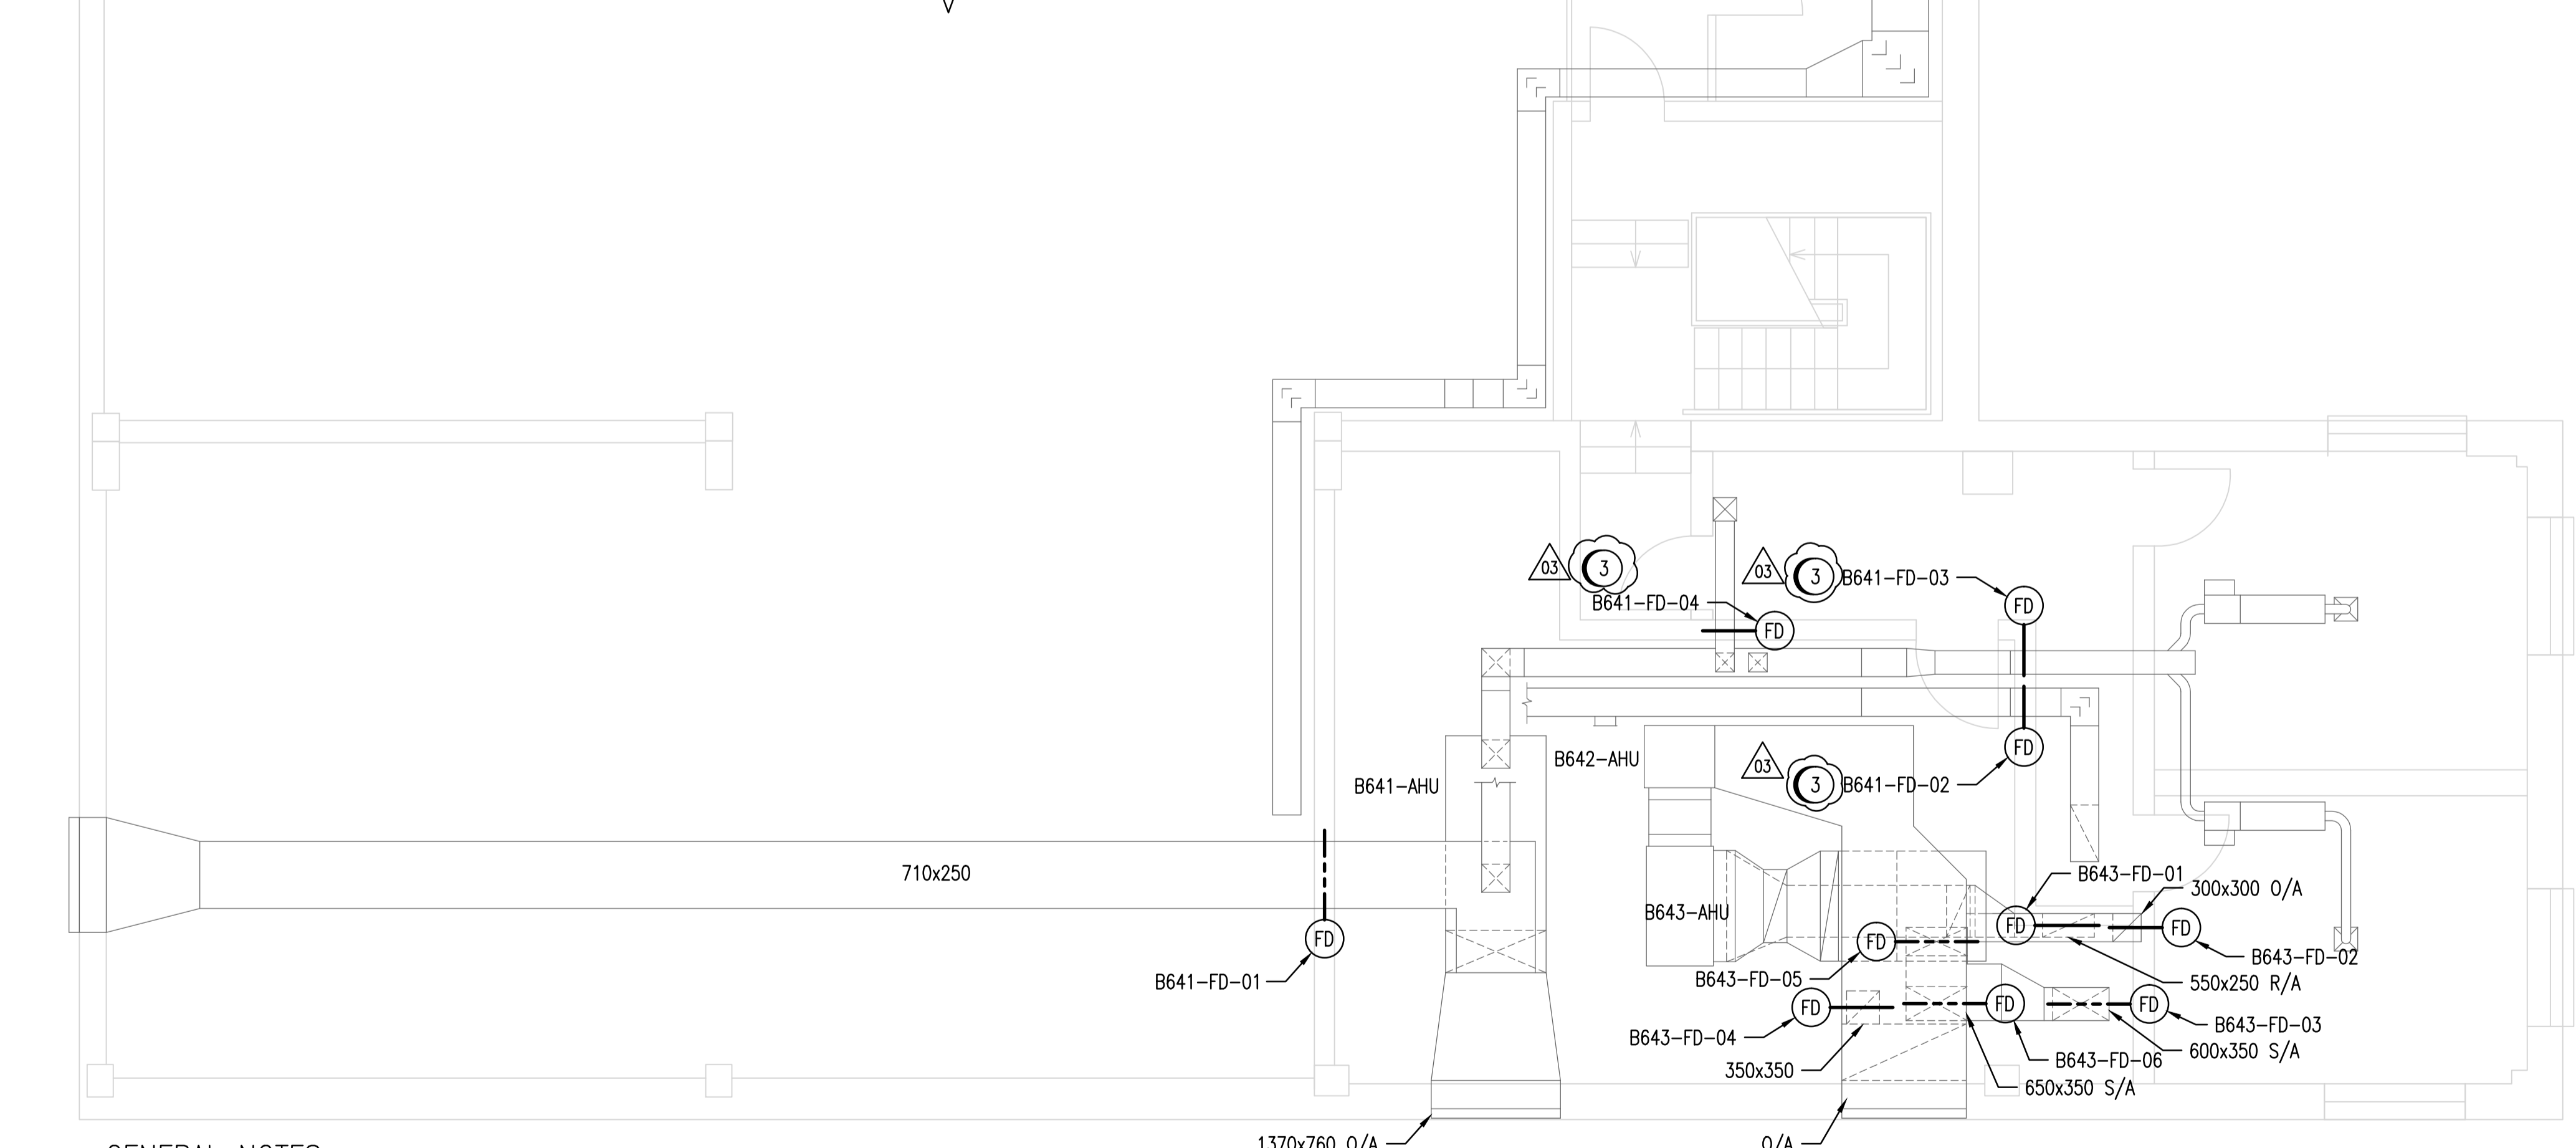 03
3
03
3
B641-FD-03
B641-FD-04
FD
FD
03
3
B641-FD-02
FD
B642-AHU
B641-AHU
710x250
B643-AHU
B643-FD-01
300x300 O/A
FD
FD
FD
FD
B641-FD-01
B643-FD-05
B643-FD-02
550x250 R/A
FD
FD
FD
B643-FD-04
B643-FD-03
350x350
B643-FD-06
600x350 S/A
650x350 S/A
1370x760 O/A
O/A
GENERAL NOTES